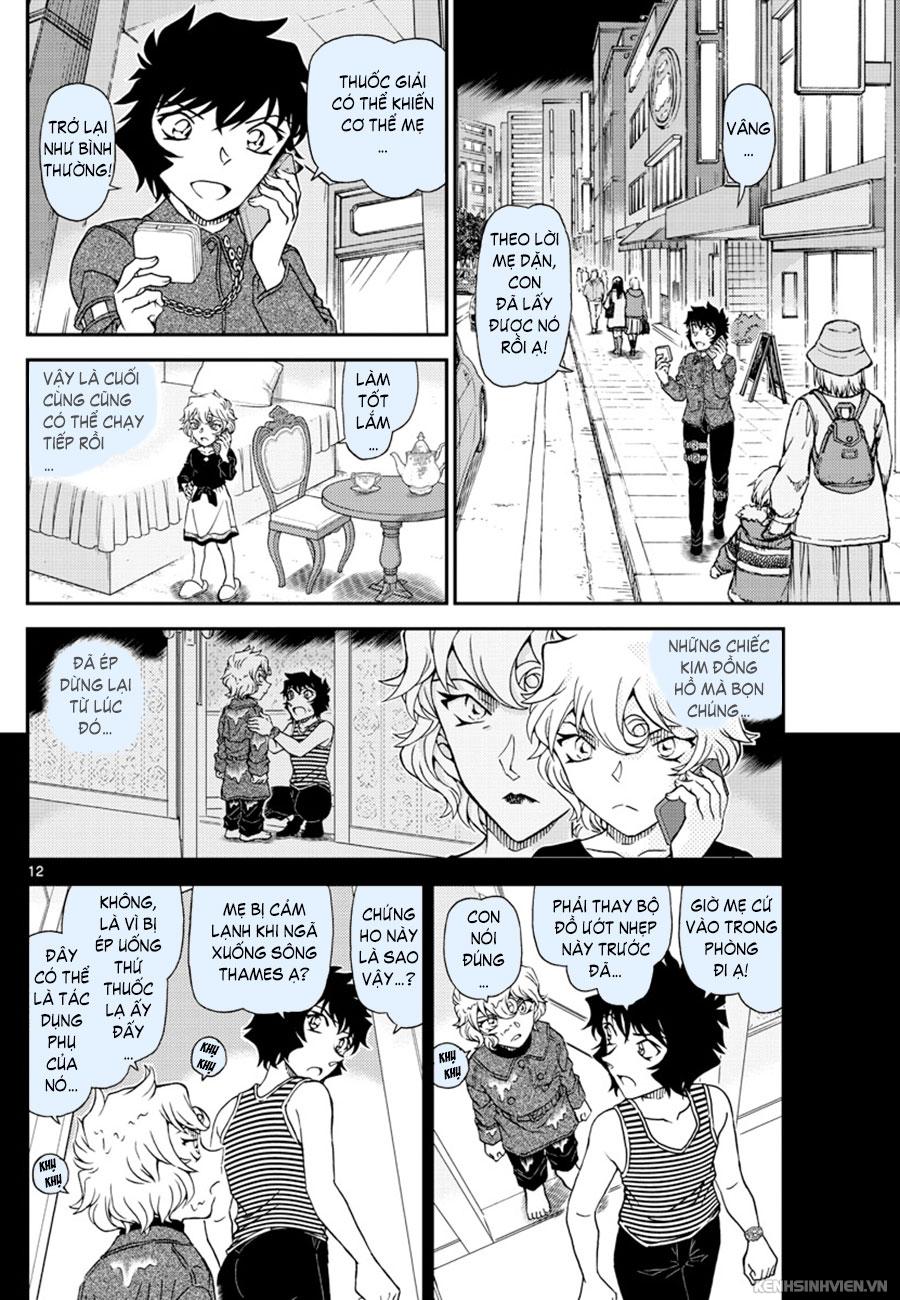 VÂNG
...
THEO LỜI
MẸ DẶN,
CON
ĐÃ LẤY
ĐƯỢC NÓ
RỒI Ạ!
THUỐC GIẢI
CÓ THỂ KHIẾN
CƠ THỂ MẸ
...
TRỞ LẠI
NHƯ BÌNH
THƯỜNG!
LÀM
TỐT
LẮM
...
VẬY LÀ CUỐI
CÙNG CŨNG
CÓ THỂ CHẠY
TIẾP RỒI
...
NHỮNG CHIẾC
KIM ĐỒNG
HỒ MÀ BỌN
CHÚNG...
ĐÃ ÉP
DỪNG LẠI
TỪ LÚC
ĐÓ...
12
GIỜ MẸ CỨ
VÀO TRONG
PHÒNG
ĐI Ạ!
PHẢI THAY BỘ
ĐỒ ƯỚT NHẸP
NÀY TRƯỚC
ĐÃ...
CON
NÓI
ĐÚNG
...
KHỤ
KHỤ
CHỨNG
HO NÀY
LÀ SAO
VẬY...?
MẸ BỊ CẢM
LẠNH KHI NGÃ
XUỐNG SÔNG
THAMES Ạ?
KHỤ
KHỤ
KHÔNG,
LÀ VÌ BỊ
ÉP UỐNG
THỨ
THUỐC
LẠ ẤY
ĐẤY
...
ĐÂY
CÓ THỂ
LÀ TÁC
DỤNG
PHỤ
CỦA
NÓ...
KHỤ
KHỤ
KENHSINHVIEN.VN